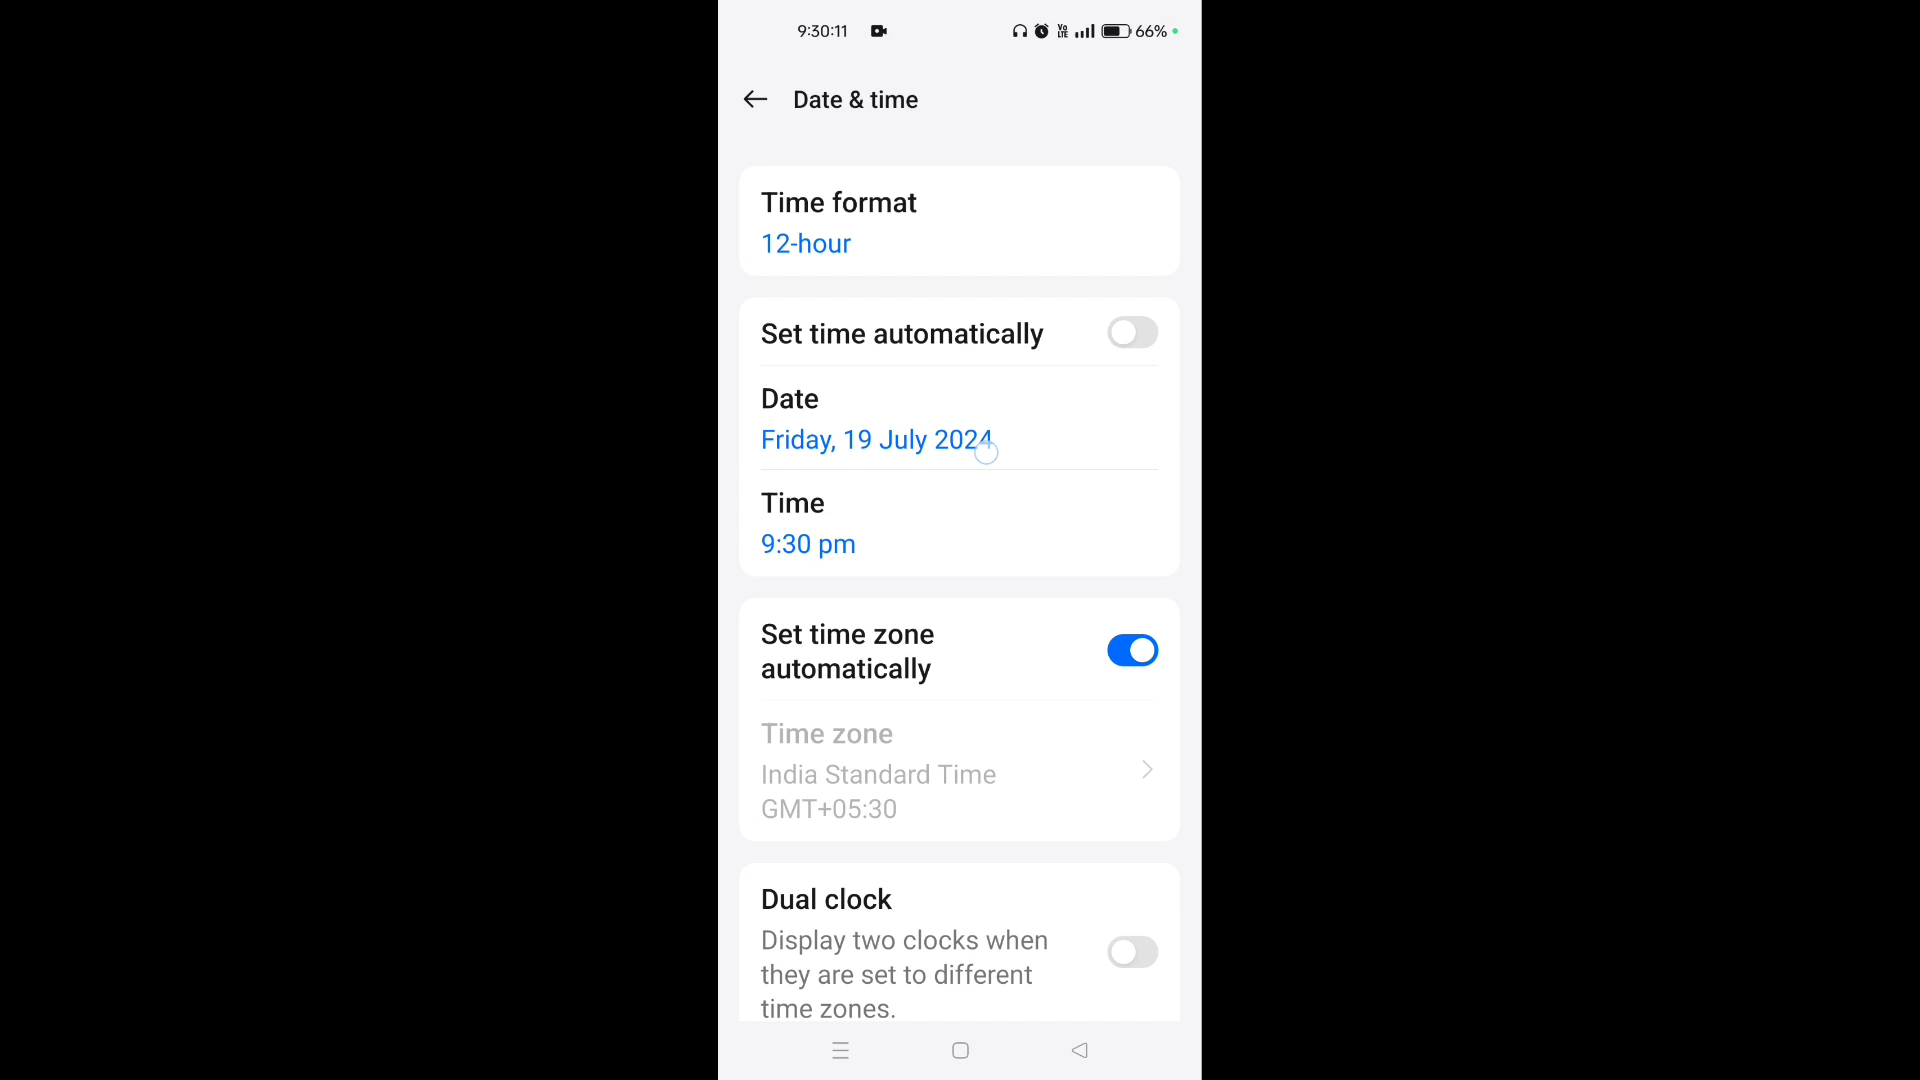 9:30:11
Vo LTE
66%
Date & time
Time format
12-hour
Set time automatically
Date
Friday, 19 July 2024
Time
9:30 pm
Set time zone
automatically
Time zone
India Standard Time
GMT+05:30
Dual clock
Display two clocks when
they are set to different
time zones.